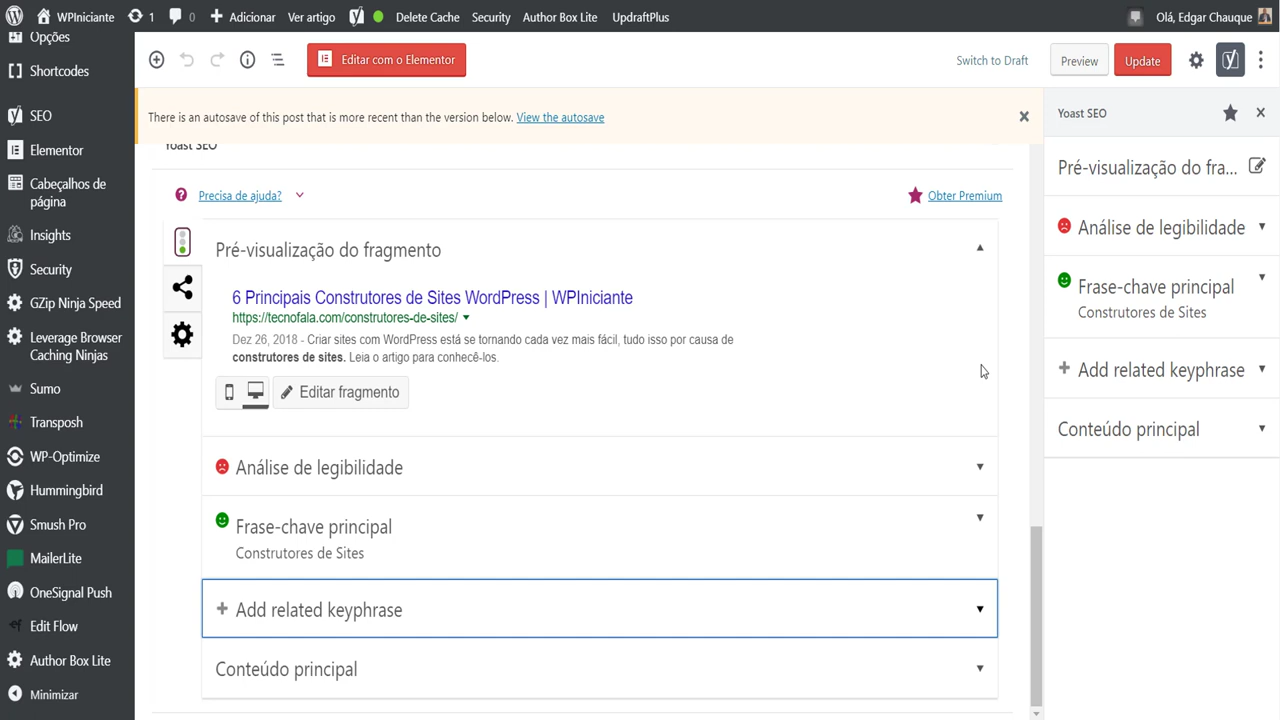 WPIniciante 1 0 Adicionar Ver artigo Delete Cache Security Author Box Lite UpdraftPlus Olá, Edgar Chauque
Opções
Shortcodes
SEO
Elementor
Cabeçalhos de
página
Insights
Security
GZip Ninja Speed
Leverage Browser
Caching Ninjas
Sumo
Transposh
WP-Optimize
Hummingbird
Smush Pro
MailerLite
OneSignal Push
Edit Flow
Author Box Lite
Minimizar
Editar com o Elementor
Switch to Draft Preview Update
There is an autosave of this post that is more recent than the version below. View the autosave
Yoast SEO
Precisa de ajuda? Obter Premium
Pré-visualização do fragmento
6 Principais Construtores de Sites WordPress | WPIniciante
https://tecnofala.com/construtores-de-sites/
Dez 26, 2018 - Criar sites com WordPress está se tornando cada vez mais fácil, tudo isso por causa de
construtores de sites. Leia o artigo para conhecê-los.
Editar fragmento
Análise de legibilidade
Frase-chave principal
Construtores de Sites
Add related keyphrase
Conteúdo principal
Yoast SEO
Pré-visualização do fra...
Análise de legibilidade
Frase-chave principal
Construtores de Sites
Add related keyphrase
Conteúdo principal